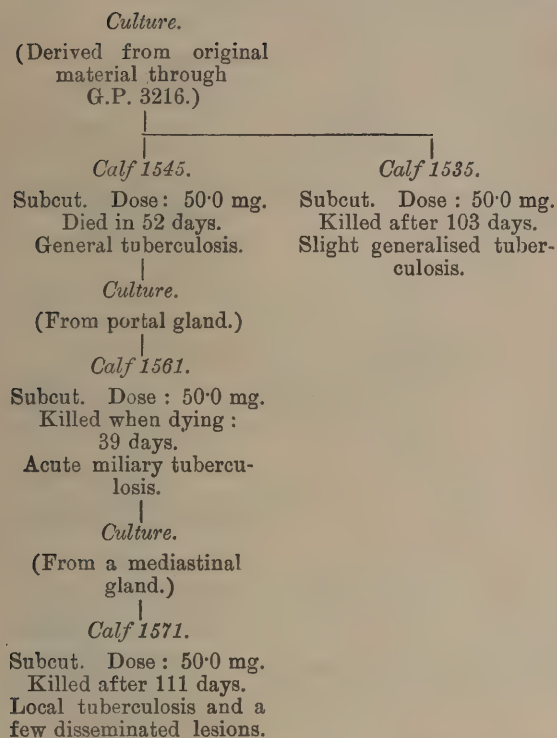 Culture.
(Derived from original
material through
G.P. 3216.)
Calf 1545.
Subcut. Dose: 50·0 mg.
Died in 52 days.
General tuberculosis.
Culture.
(From portal gland.)
Calf 1561.
Subcut. Dose: 50·0 mg.
Killed when dying:
39 days.
Acute miliary tubercu-
losis.
Culture.
(From a mediastinal
gland.)
Calf 1571.
Subcut. Dose: 50·0 mg.
Killed after 111 days.
Local tuberculosis and a
few disseminated lesions.
Calf 1535.
Subcut. Dose: 50·0 mg.
Killed after 103 days.
Slight generalised tuber-
culosis.